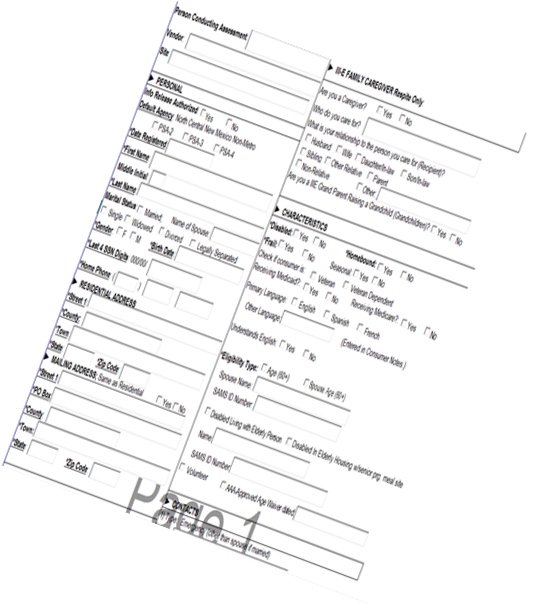 Person Conducting Assessment
Vendor
Site
PERSONAL
Info Release Authorized Yes No
Default Agency North Central New Mexico Non-Metro
PSA-2 PSA-3 PSA-4
*Date Registered
*First Name
Middle Initial
*Last Name
Marital Status Married; Name of Spouse
Single Widowed Divorced Legally Separated
*Gender F M *Birth Date
*Last 4 SSN Digits 00000/
*Home Phone ( )
RESIDENTIAL ADDRESS
*Street 1
*County:
*Town
*State *Zip Code
MAILING ADDRESS; Same as Residential Yes No
*Street 1
*PO Box
*County
*Town:
*State *Zip Code
III-E FAMILY CAREGIVER Respite Only
Are you a Caregiver? Yes No
Who do you care for?
What is your relationship to the person you care for (Recipient)?
Husband Wife Daughter/in-law Son/in-law
Sibling Other Relative Parent
Non-Relative Other
Are you a IIIE Grand Parent Raising a Grandchild (Grandchildren)? Yes No
CHARACTERISTICS
*Disabled: Yes No *Homebound: Yes No
*Frail: Yes No Seasonal Yes No
Check if consumer is: Veteran Veteran Dependent
Receiving Medicaid? Yes No Receiving Medicare? Yes No
Primary Language: English Spanish French
Other Language: (Entered in Consumer Notes)
Understands English: Yes No
*Eligibility Type: Age (60+) Spouse Age (60+)
Spouse Name:
SAMS ID Number:
Disabled Living with Elderly Person Disabled in Elderly Housing w/senior prg. meal site
Name:
SAMS ID Number:
Volunteer AAA-Approved Age Waiver date]
CONTACTS
(1) Type: Emergency (other than spouse if married)
Page 1